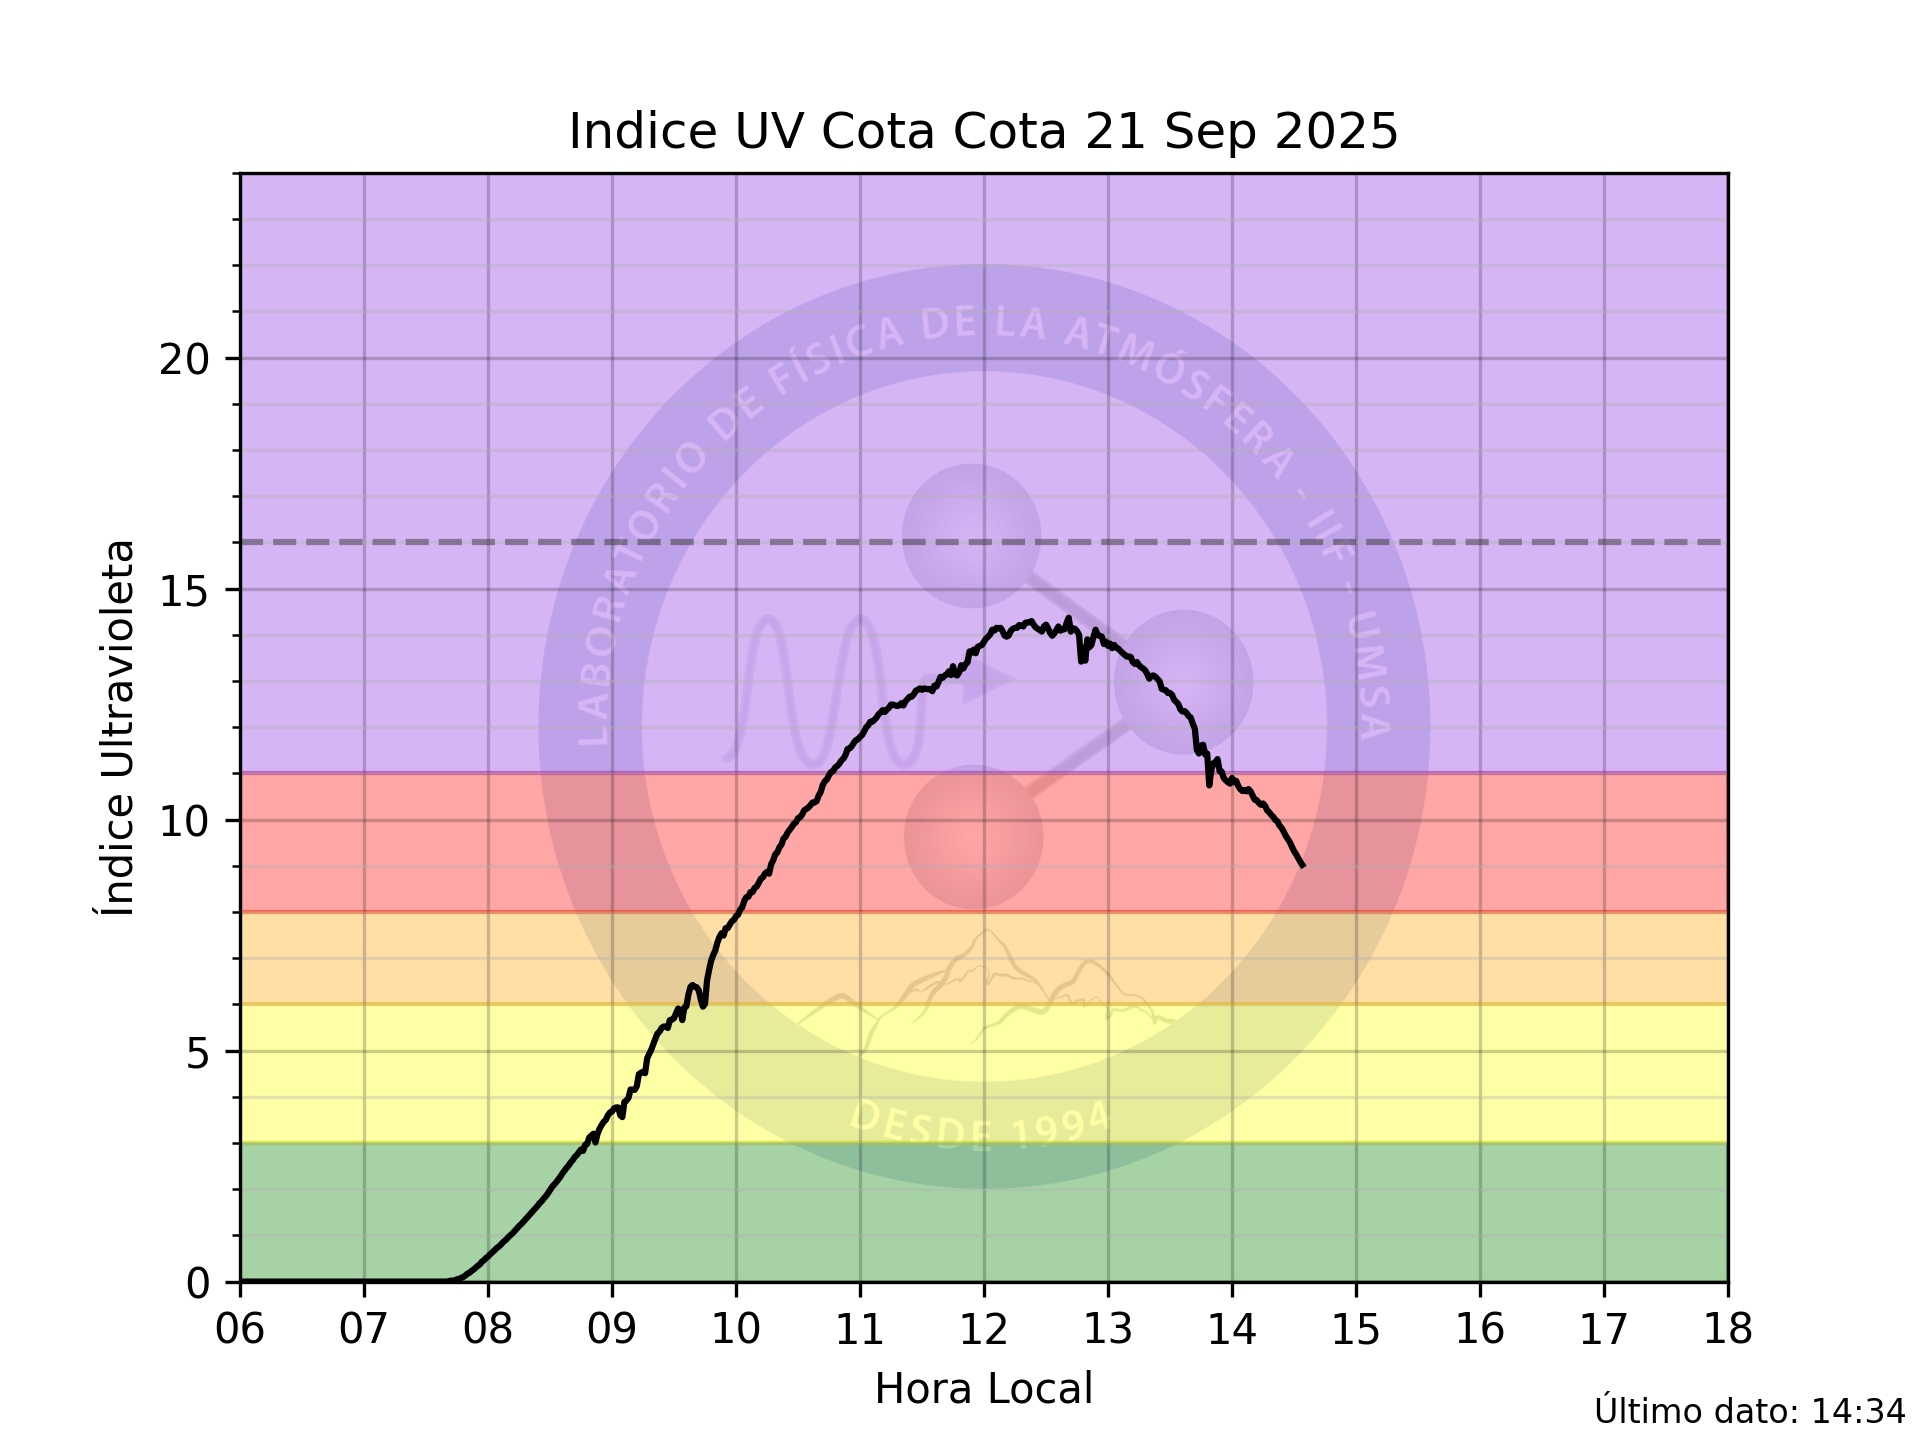 Indice UV Cota Cota 21 Sep 2025
LABORATORIO DE FÍSICA DE LA ATMÓSFERA - IIF - UMSA
DESDE 1994
Índice Ultravioleta
20
15
10
5
0
06 07 08 09 10 11 12 13 14 15 16 17 18
Hora Local
Último dato: 14:34